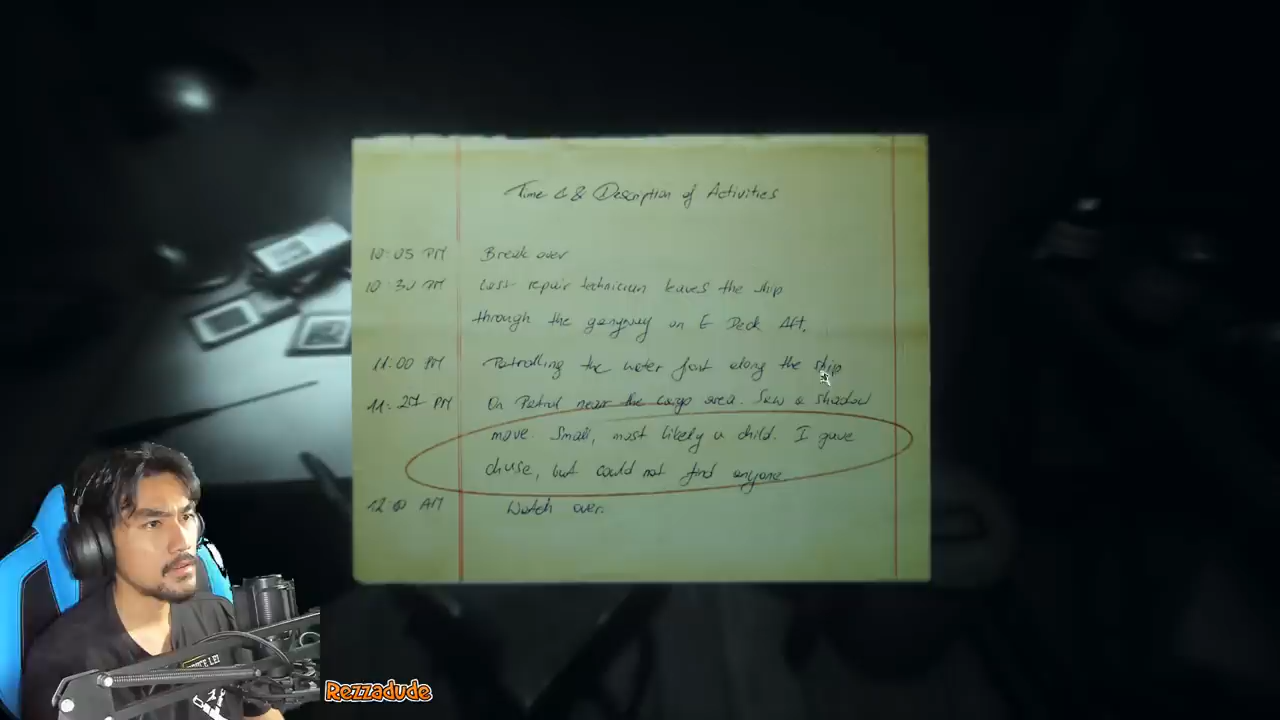 Time & Description of Activities
10:05 PM Break over
10:30 PM repair technician leaves the ship
through the gangway on E Deck Aft.
11:00 PM Patrolling the water along the ship
11:27 PM On Patrol near the cargo area. Saw a shadow
move. Small, most likely a child. I gave
chase, but could not find anyone.
12:00 AM Watch over.
Rezzadude